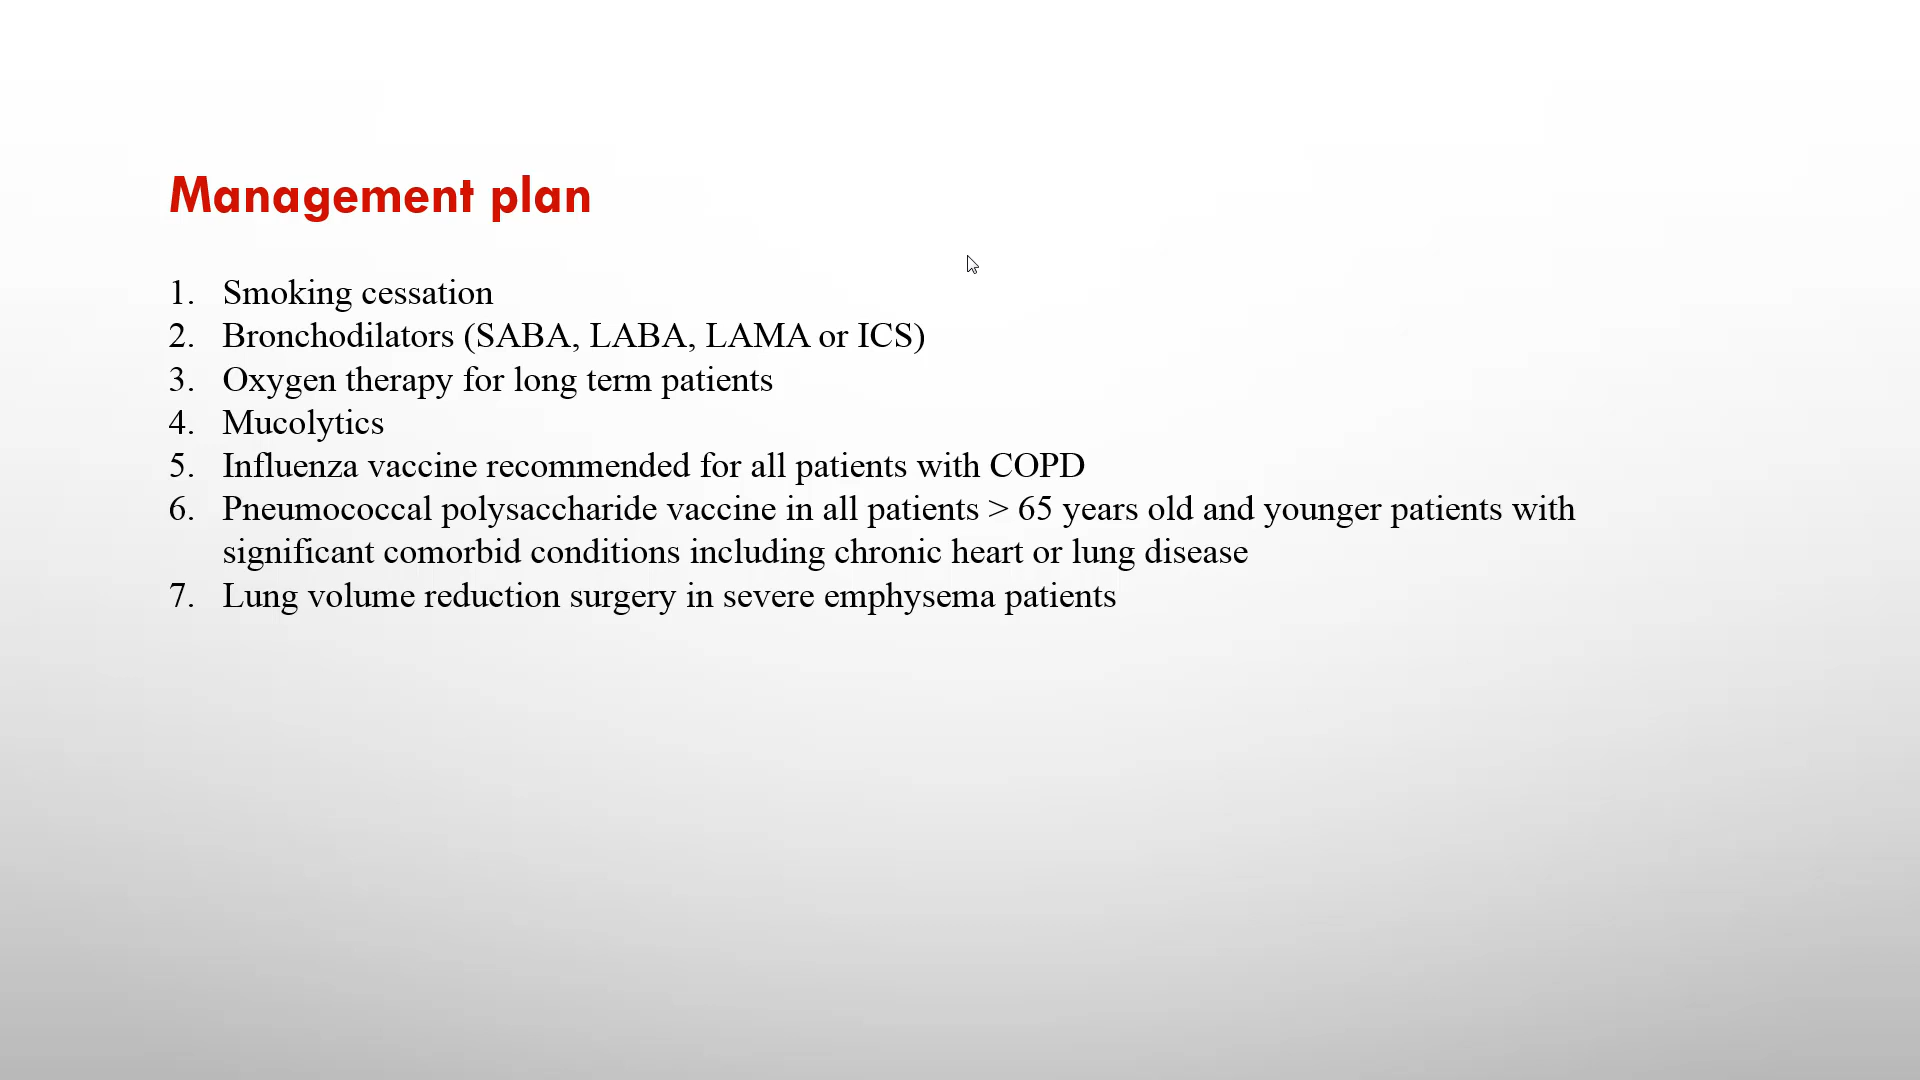 Management plan
1. Smoking cessation
2. Bronchodilators (SABA, LABA, LAMA or ICS)
3. Oxygen therapy for long term patients
4. Mucolytics
5. Influenza vaccine recommended for all patients with COPD
6. Pneumococcal polysaccharide vaccine in all patients > 65 years old and younger patients with
significant comorbid conditions including chronic heart or lung disease
7. Lung volume reduction surgery in severe emphysema patients